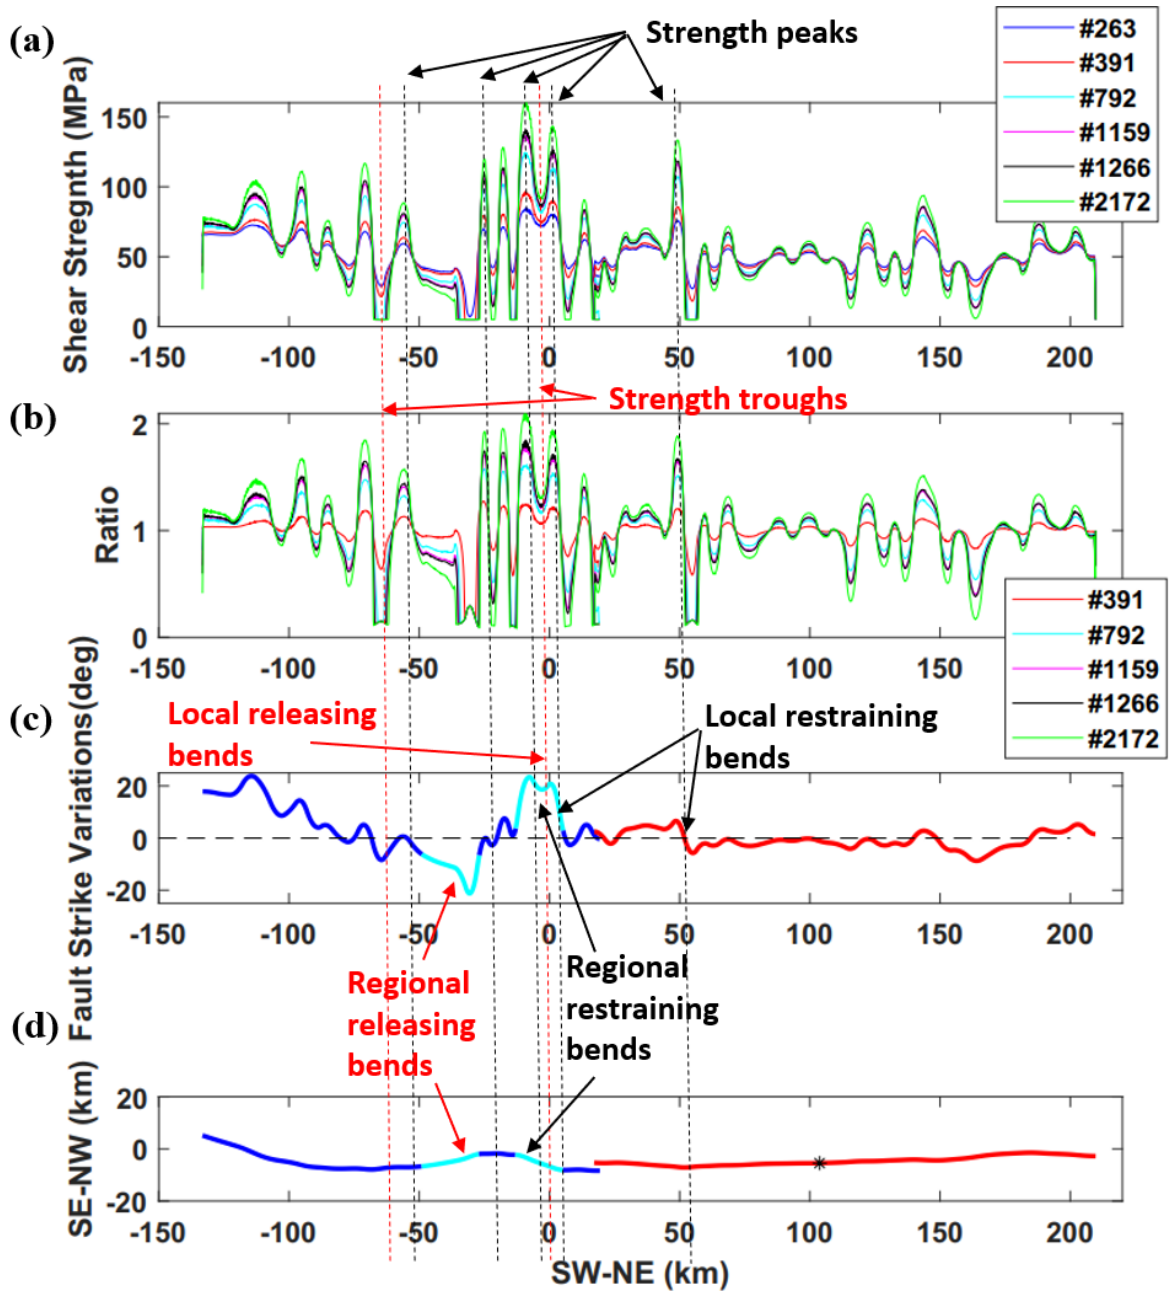 (a)
Strength peaks
#263
#391
#792
#1159
#1266
#2172
Shear Stregnth (MPa)
150
100
50
0
-150 -100 -50 0 50 100 150 200
Strength troughs
(b)
Ratio
2
1
0
-150 -100 -50 0 50 100 150 200
#391
#792
#1159
#1266
#2172
(c)
Local releasing
bends
Local restraining
bends
Fault Strike Variations(deg)
20
0
-20
-150 -100 -50 0 50 100 150 200
Regional
releasing
bends
Regional
restraining
bends
(d)
SE-NW (km)
20
0
-20
-150 -100 -50 0 50 100 150 200
SW-NE (km)